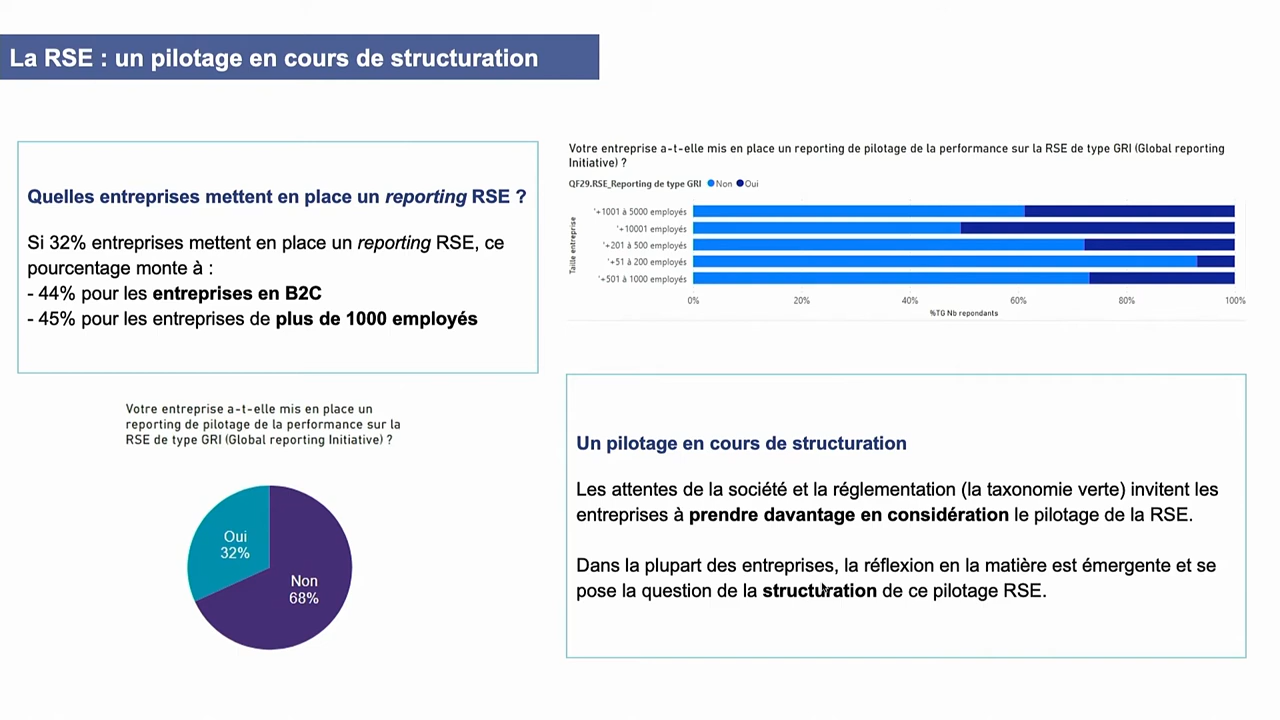 La RSE : un pilotage en cours de structuration
Quelles entreprises mettent en place un reporting RSE ?
Si 32% entreprises mettent en place un reporting RSE, ce
pourcentage monte à :
- 44% pour les entreprises en B2C
- 45% pour les entreprises de plus de 1000 employés
Votre entreprise a-t-elle mis en place un
reporting de pilotage de la performance sur la
RSE de type GRI (Global reporting Initiative) ?
Oui
32%
Non
68%
Votre entreprise a-t-elle mis en place un reporting de pilotage de la performance sur la RSE de type GRI (Global reporting
Initiative) ?
QF29.RSE_Reporting de type GRI Non Oui
Taille entreprise
'+1001 à 5000 employés
'+10001 employés
'+201 à 500 employés
'+51 à 200 employés
'+501 à 1000 employés
0% 20% 40% 60% 80% 100%
%TG Nb repondants
Un pilotage en cours de structuration
Les attentes de la société et la réglementation (la taxonomie verte) invitent les
entreprises à prendre davantage en considération le pilotage de la RSE.
Dans la plupart des entreprises, la réflexion en la matière est émergente et se
pose la question de la structuration de ce pilotage RSE.